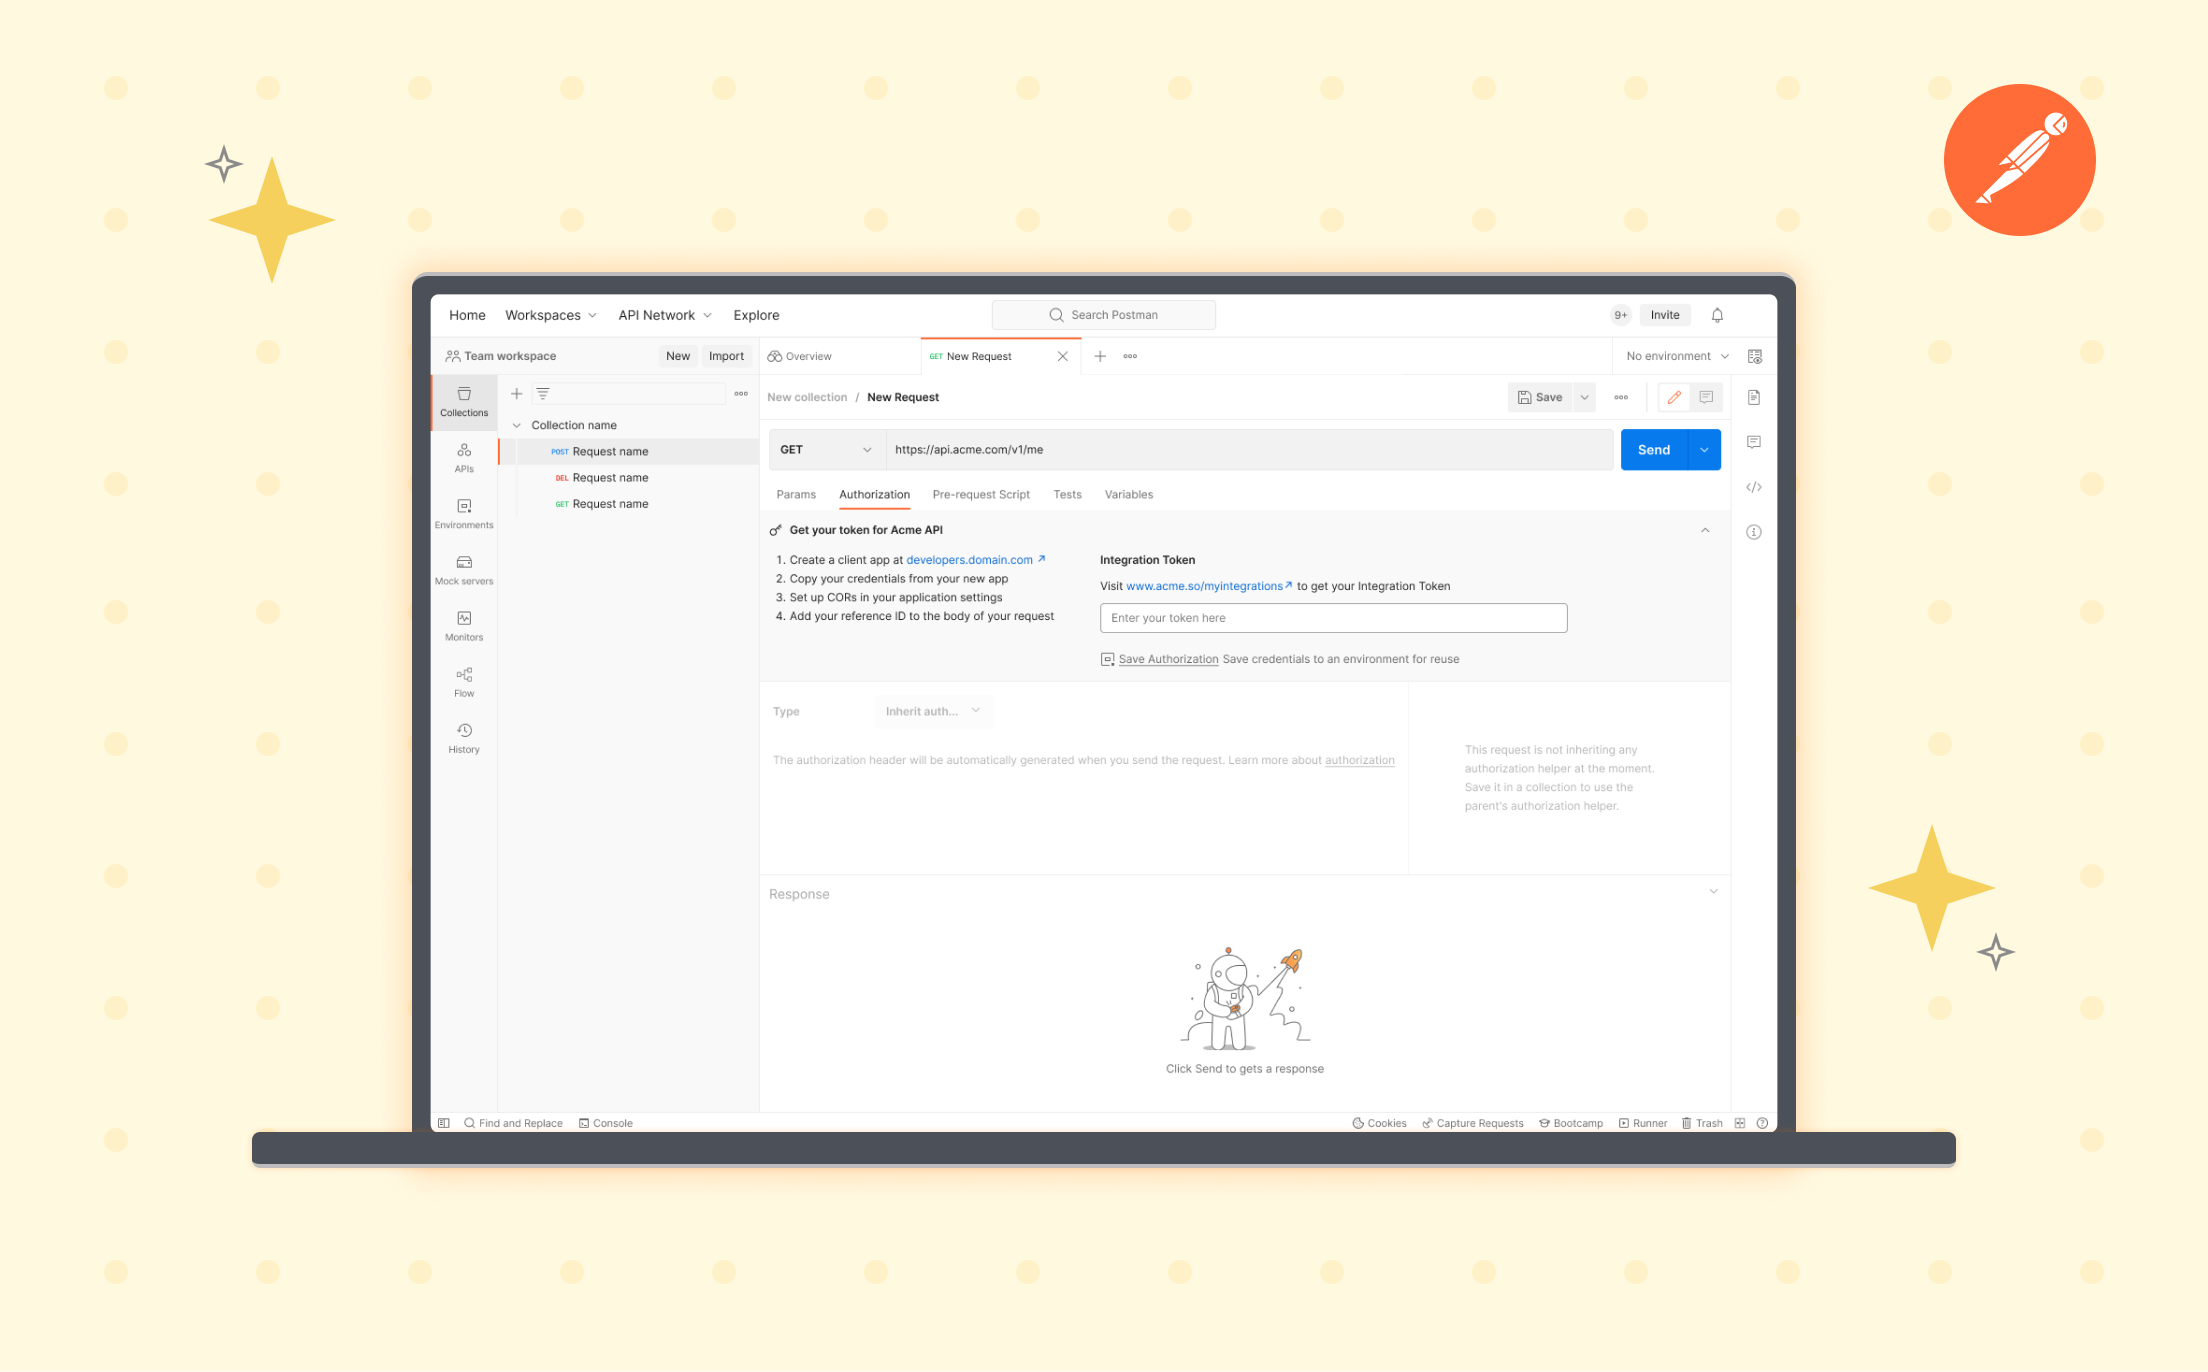 Home Workspaces API Network Explore Search Postman 9+ Invite
Team workspace New Import Overview GET New Request No environment
Collections
APIs
Environments
Mock servers
Monitors
Flow
History
Collection name
POST Request name
DEL Request name
GET Request name
New collection / New Request Save
GET https://api.acme.com/v1/me Send
Params Authorization Pre-request Script Tests Variables
Get your token for Acme API
1. Create a client app at developers.domain.com
2. Copy your credentials from your new app
3. Set up CORs in your application settings
4. Add your reference ID to the body of your request
Integration Token
Visit www.acme.so/myintegrations to get your Integration Token
Enter your token here
Save Authorization Save credentials to an environment for reuse
Type Inherit auth...
The authorization header will be automatically generated when you send the request. Learn more about authorization
This request is not inheriting any
authorization helper at the moment.
Save it in a collection to use the
parent's authorization helper.
Response
Click Send to gets a response
Find and Replace Console Cookies Capture Requests Bootcamp Runner Trash